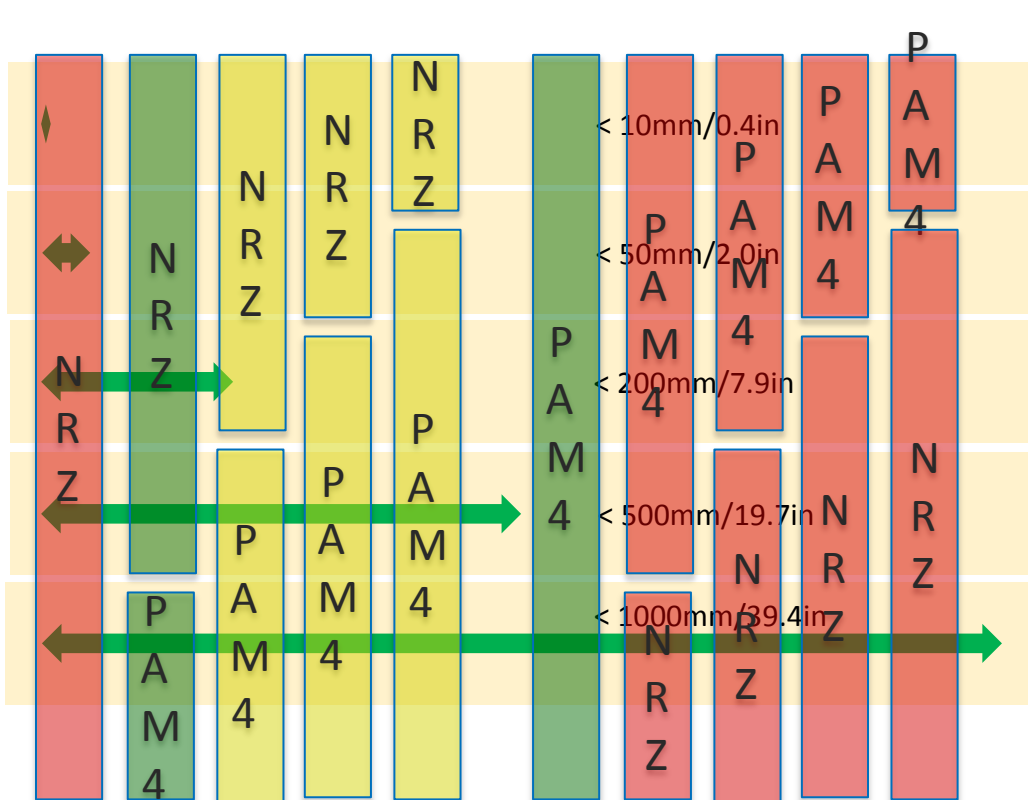 NRZ
NRZ
PAM4
NRZ
PAM4
NRZ
PAM4
NRZ
PAM4
PAM4
PAM4
NRZ
PAM4
NRZ
PAM4
NRZ
PAM4
NRZ
< 10mm/0.4in
< 50mm/2.0in
< 200mm/7.9in
< 500mm/19.7in
< 1000mm/39.4in